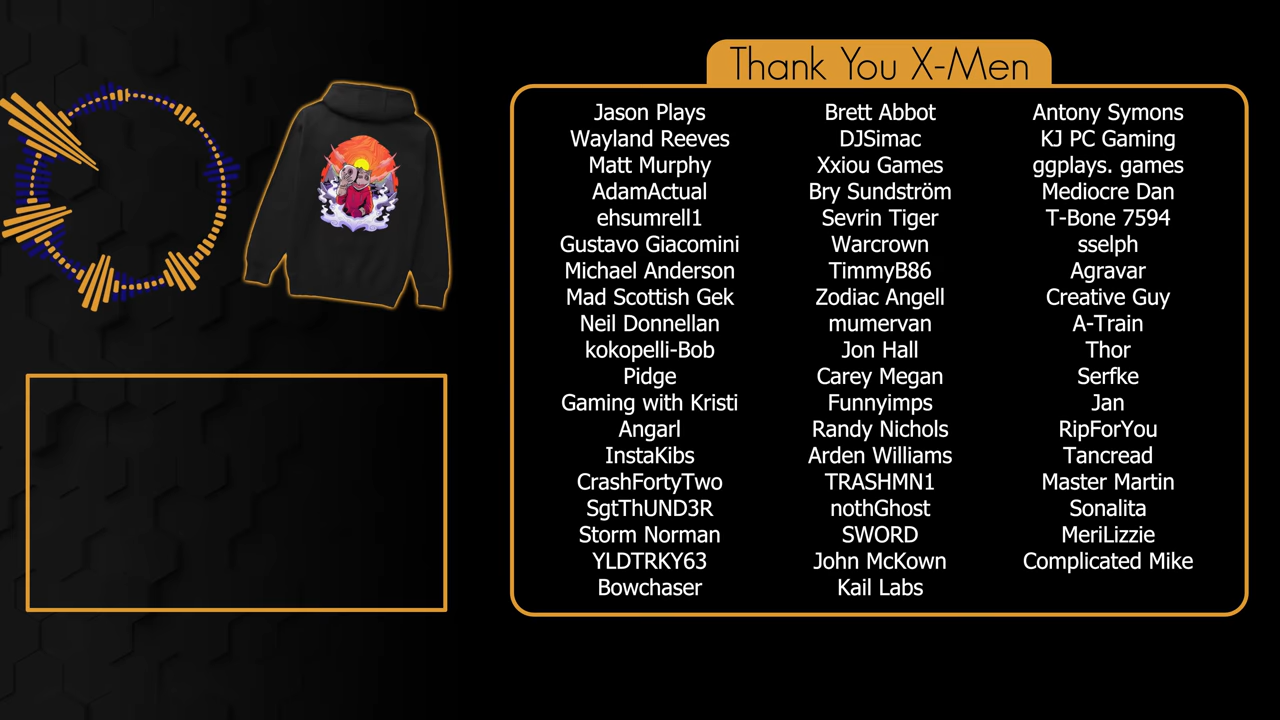 Thank You X-Men
Jason Plays
Wayland Reeves
Matt Murphy
AdamActual
ehsumrell1
Gustavo Giacomini
Michael Anderson
Mad Scottish Gek
Neil Donnellan
kokopelli-Bob
Pidge
Gaming with Kristi
Angarl
InstaKibs
CrashFortyTwo
SgtThUND3R
Storm Norman
YLDTRKY63
Bowchaser
Brett Abbot
DJSimac
Xxiou Games
Bry Sundström
Sevrin Tiger
Warcrown
TimmyB86
Zodiac Angell
mumervan
Jon Hall
Carey Megan
Funnyimps
Randy Nichols
Arden Williams
TRASHMN1
nothGhost
SWORD
John McKown
Kail Labs
Antony Symons
KJ PC Gaming
ggplays. games
Mediocre Dan
T-Bone 7594
sselph
Agravar
Creative Guy
A-Train
Thor
Serfke
Jan
RipForYou
Tancread
Master Martin
Sonalita
MeriLizzie
Complicated Mike